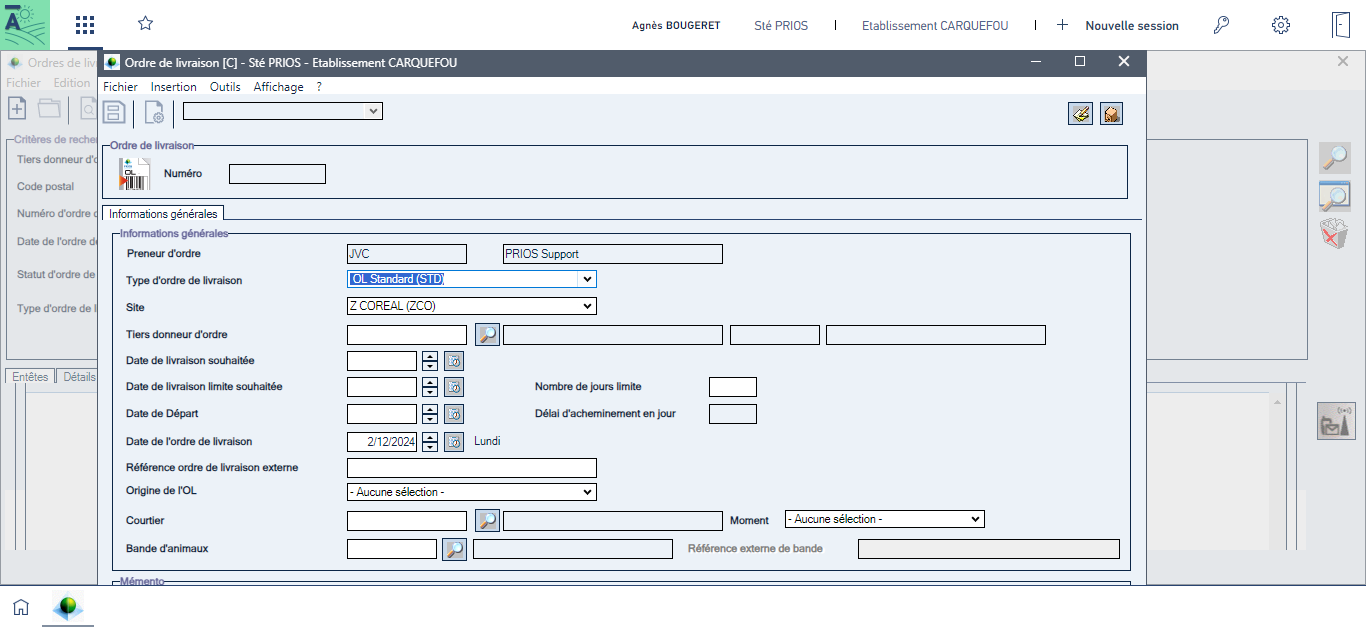 Agnès BOUGERET Sté PRIOS Etablissement CARQUEFOU Nouvelle session
Ordres de liv
Ordre de livraison [C] - Sté PRIOS - Etablissement CARQUEFOU
Fichier Edition
Fichier Insertion Outils Affichage ?
Critères de reche
Ordre de livraison
OL
Numéro
Tiers donneur d'o
Code postal
Numéro d'ordre d
Date de l'ordre de
Statut d'ordre de
Type d'ordre de l
Entêtes Détails
Informations générales
Informations générales
Preneur d'ordre JVC PRIOS Support
Type d'ordre de livraison OL Standard (STD)
Site Z COREAL (ZCO)
Tiers donneur d'ordre
Date de livraison souhaitée
Date de livraison limite souhaitée Nombre de jours limite
Date de Départ Délai d'acheminement en jour
Date de l'ordre de livraison 2/12/2024 Lundi
Référence ordre de livraison externe
Origine de l'OL - Aucune sélection -
Courtier Moment - Aucune sélection -
Bande d'animaux Référence externe de bande
Mémento